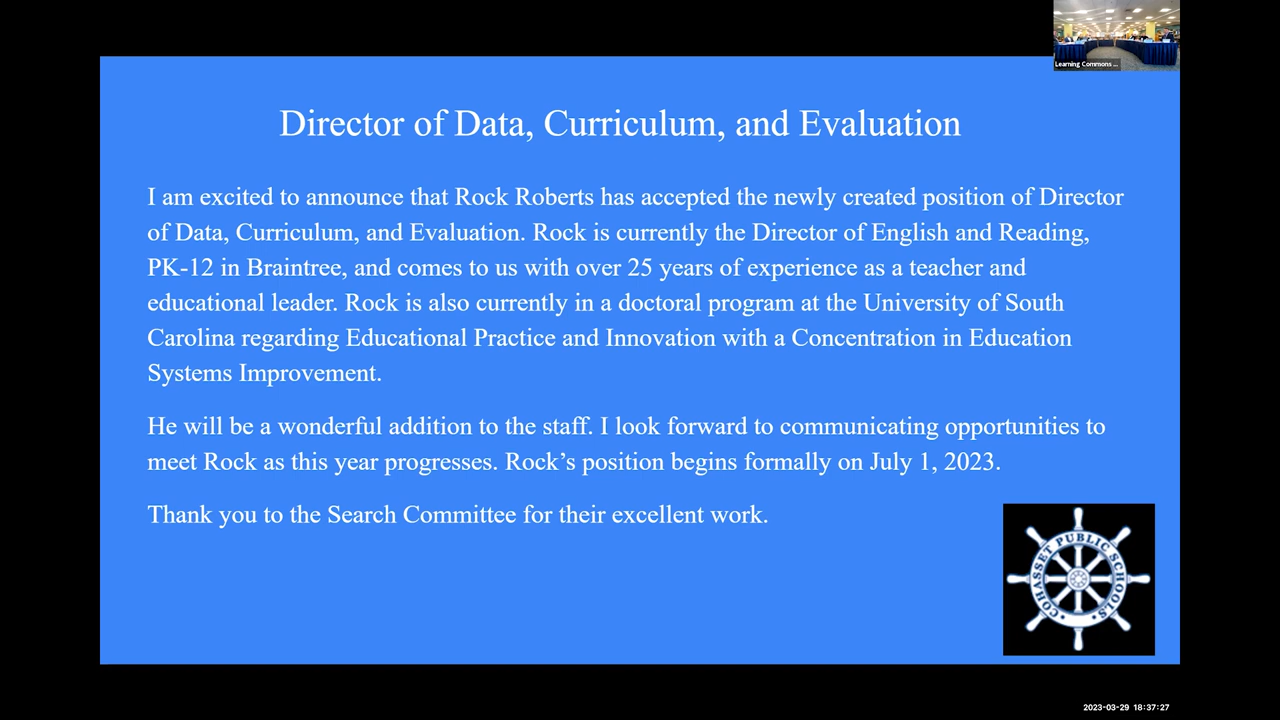 Learning Commons ...
Director of Data, Curriculum, and Evaluation
I am excited to announce that Rock Roberts has accepted the newly created position of Director
of Data, Curriculum, and Evaluation. Rock is currently the Director of English and Reading,
PK-12 in Braintree, and comes to us with over 25 years of experience as a teacher and
educational leader. Rock is also currently in a doctoral program at the University of South
Carolina regarding Educational Practice and Innovation with a Concentration in Education
Systems Improvement.
He will be a wonderful addition to the staff. I look forward to communicating opportunities to
meet Rock as this year progresses. Rock’s position begins formally on July 1, 2023.
Thank you to the Search Committee for their excellent work.
COHASSET PUBLIC SCHOOLS
2023-03-29 18:37:27